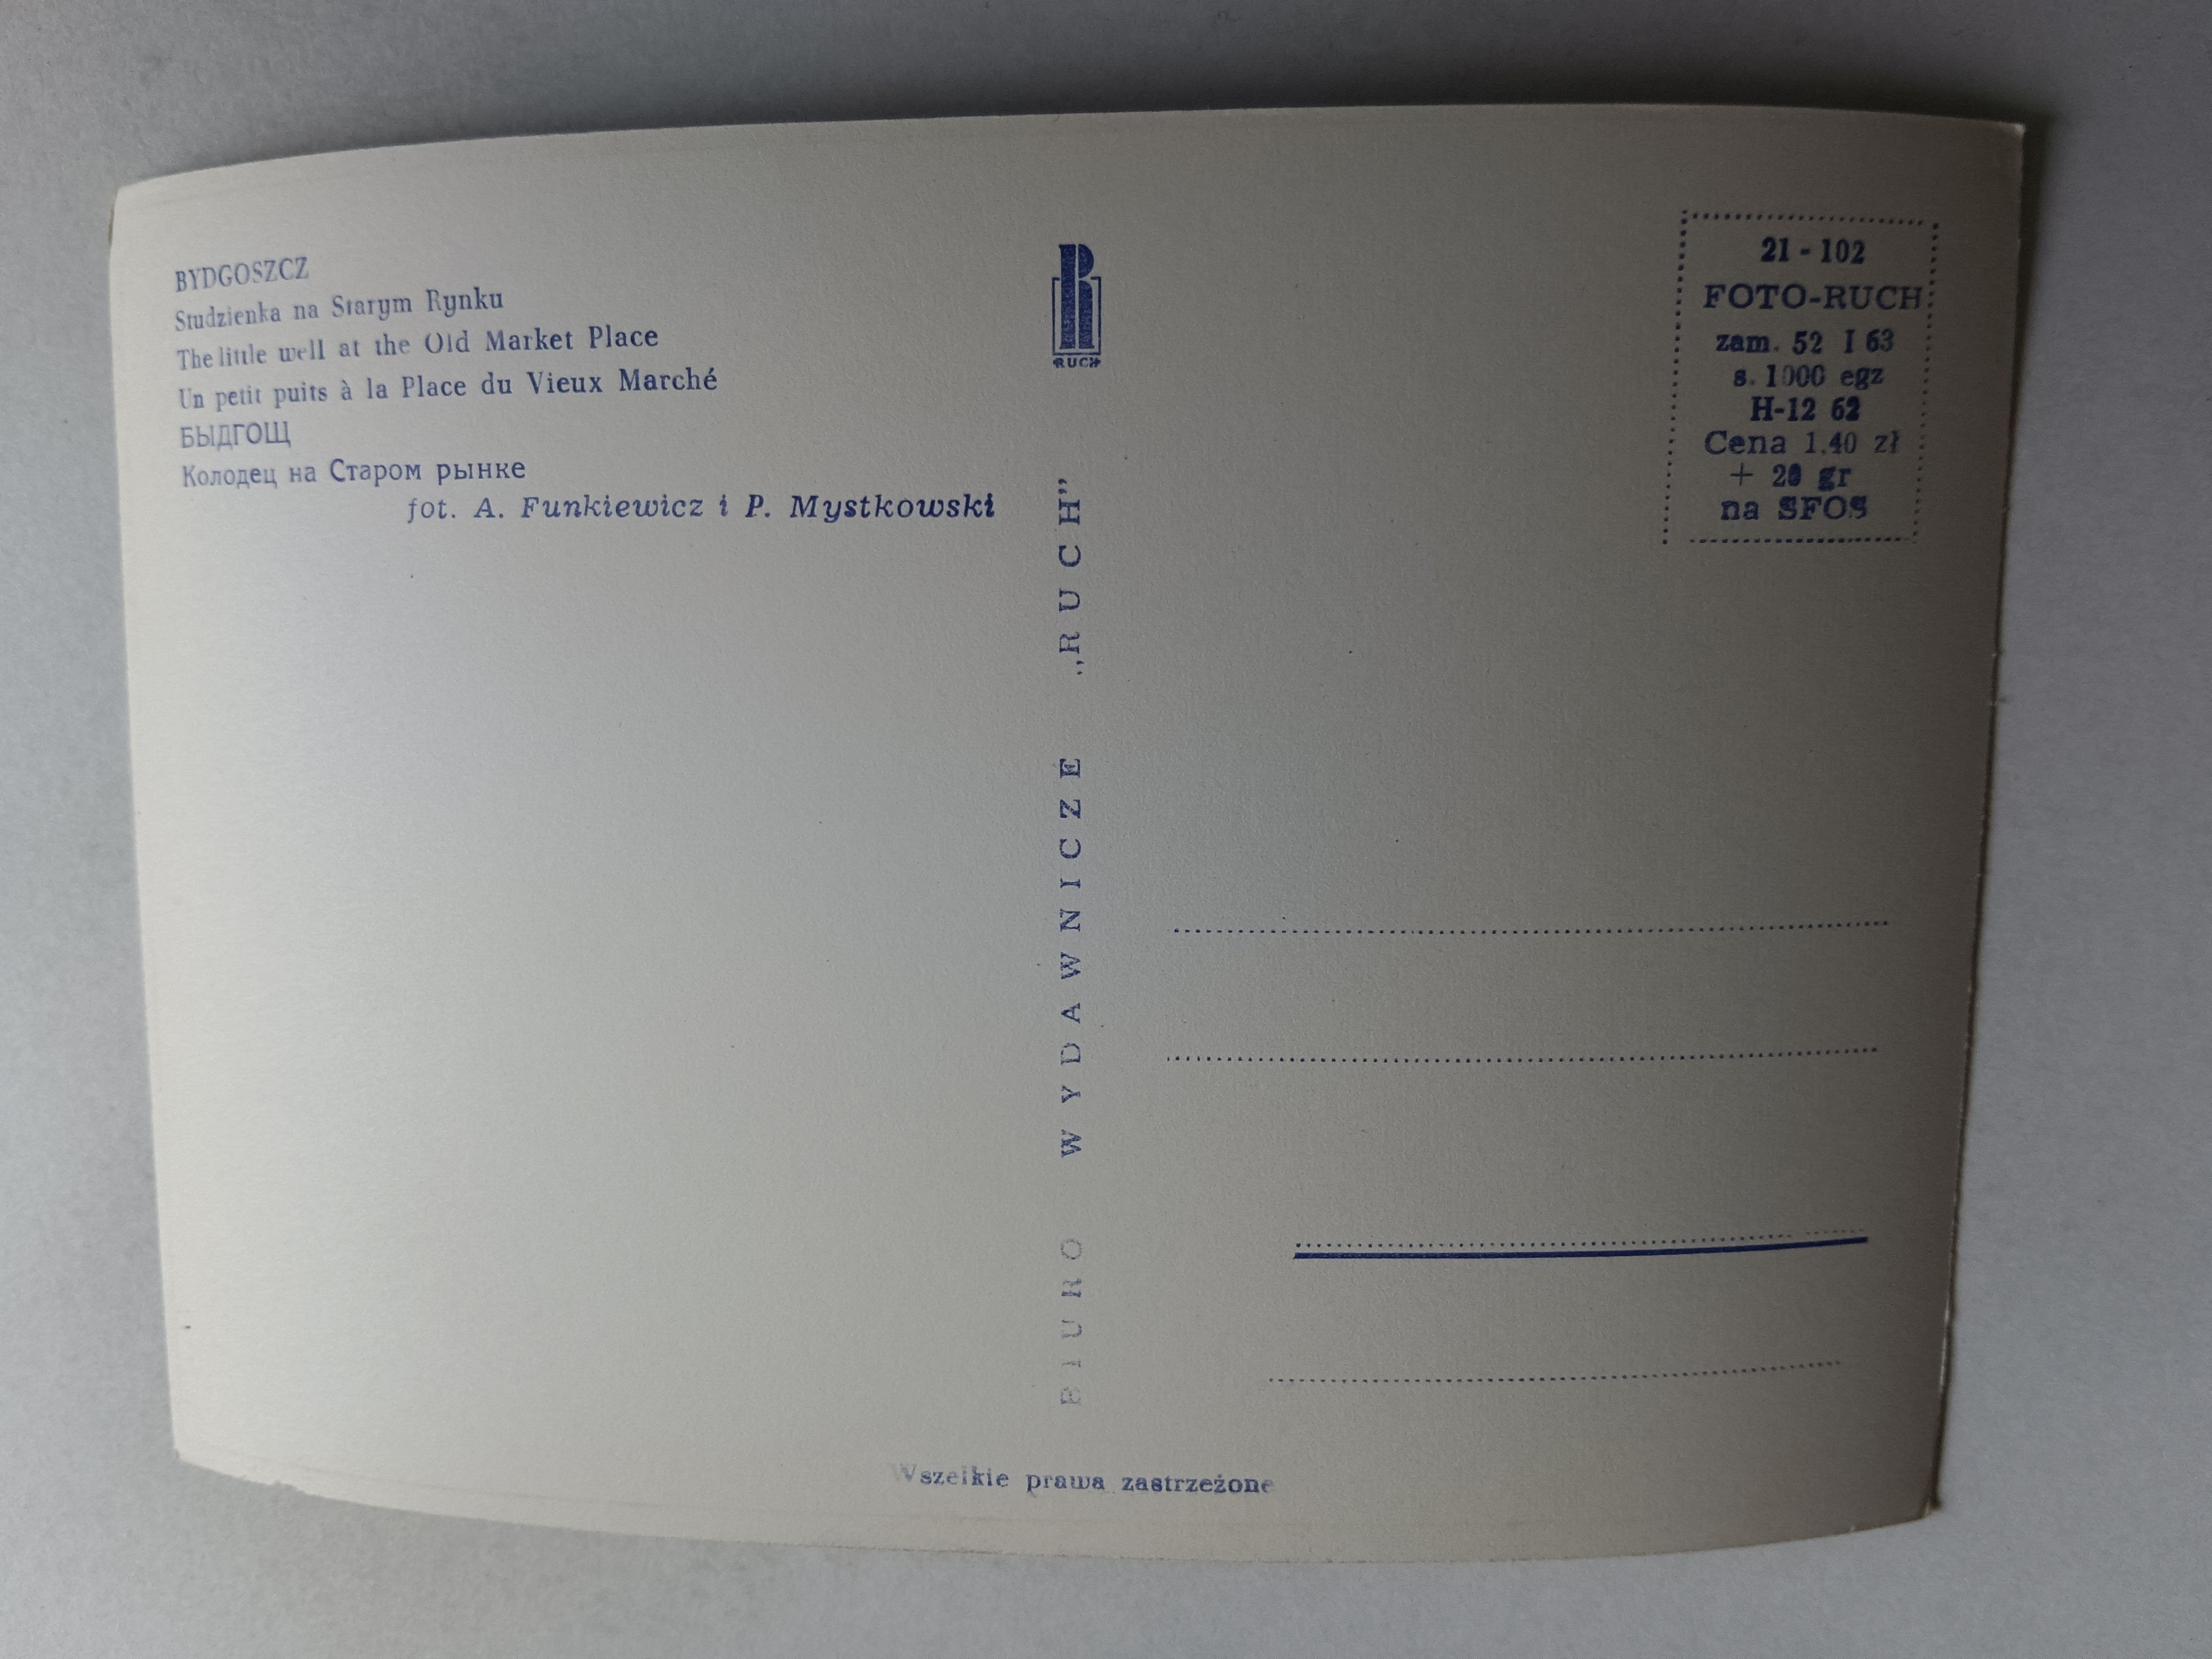 BYDGOSZCZ
Studzienka na Starym Rynku
The little well at the Old Market Place
Un petit puits à la Place du Vieux Marché
БЫДГОЩ
Колодец на Старом рынке
fot. A. Funkiewicz i P. Mystkowski
RUCH
BIURO WYDAWNICZE „RUCH”
21 - 102
FOTO-RUCH
zam. 52 I 63
s. 1000 egz
H-12 62
Cena 1.40 zł
+ 20 gr
na SFOS
Wszelkie prawa zastrzeżone